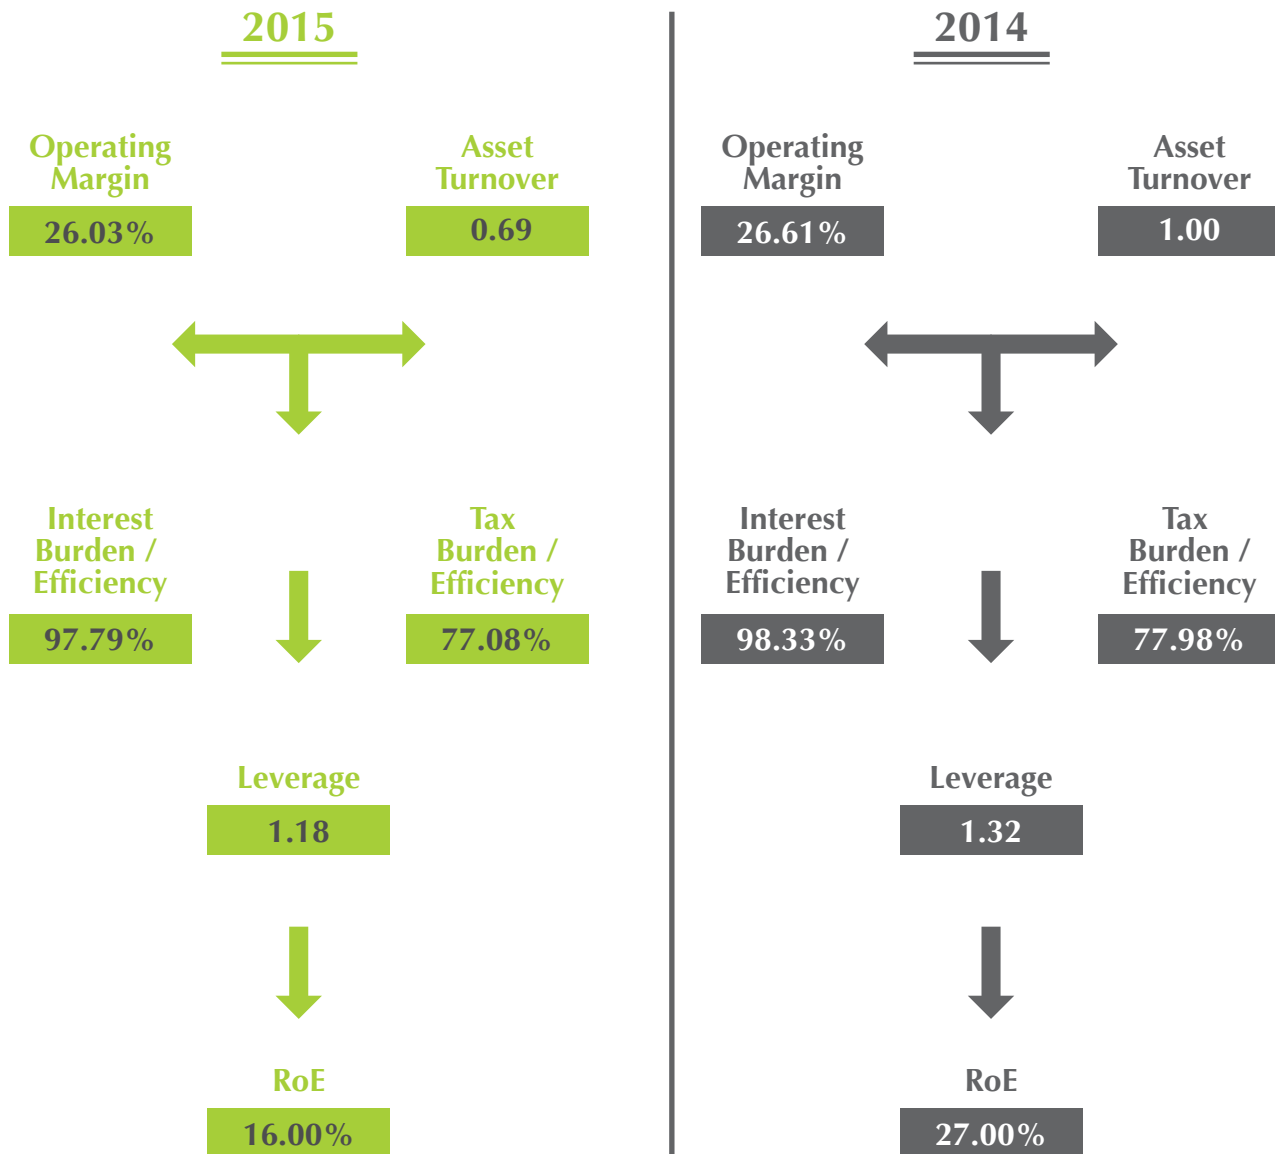 2015
Operating
Margin
26.03%
Asset
Turnover
0.69
Interest
Burden /
Efficiency
97.79%
Tax
Burden /
Efficiency
77.08%
Leverage
1.18
RoE
16.00%
2014
Operating
Margin
26.61%
Asset
Turnover
1.00
Interest
Burden /
Efficiency
98.33%
Tax
Burden /
Efficiency
77.98%
Leverage
1.32
RoE
27.00%